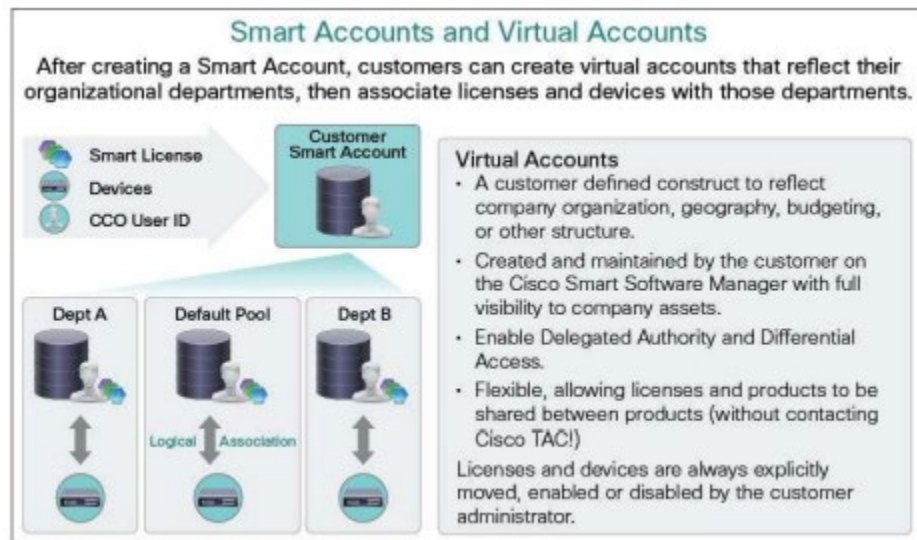 Smart Accounts and Virtual Accounts
After creating a Smart Account, customers can create virtual accounts that reflect their
organizational departments, then associate licenses and devices with those departments.
Smart License
Devices
CCO User ID
Customer
Smart Account
Dept A
Default Pool
Dept B
Logical Association
Virtual Accounts
• A customer defined construct to reflect
company organization, geography, budgeting,
or other structure.
• Created and maintained by the customer on
the Cisco Smart Software Manager with full
visibility to company assets.
• Enable Delegated Authority and Differential
Access.
• Flexible, allowing licenses and products to be
shared between products (without contacting
Cisco TAC!)
Licenses and devices are always explicitly
moved, enabled or disabled by the customer
administrator.